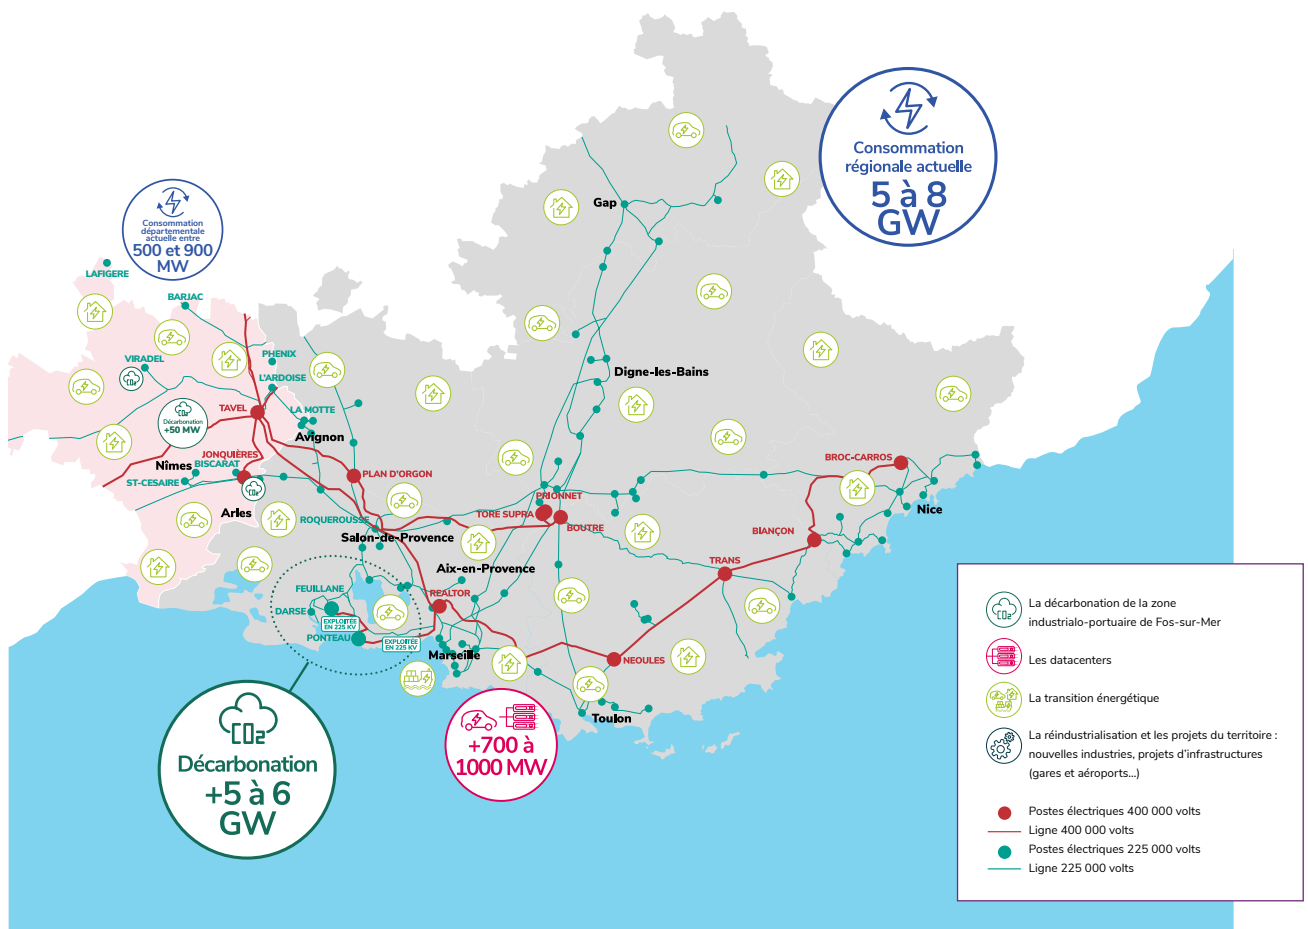 Consommation
régionale actuelle
5 à 8
GW
Consommation
départementale
actuelle entre
500 et 900
MW
Gap
LAFIGERE
BARJAC
VIRADEL
CO2
PHENIX
L'ARDOISE
TAVEL
LA MOTTE
Avignon
CO2
Décarbonation
+50 MW
Digne-les-Bains
JONQUIÈRES
Nîmes
BISCARAT
ST-CESAIRE
CO2
PLAN D'ORGON
BROC-CARROS
Arles
ROQUEROUSSE
PRIONNET
TORE SUPRA
BOUTRE
Nice
Salon-de-Provence
BIANÇON
Aix-en-Provence
TRANS
FEUILLANE
REALTOR
DARSE
EXPLOITÉE
EN 225 KV
PONTEAU
EXPLOITÉE
EN 225 KV
Marseille
NEOULES
Toulon
CO2
Décarbonation
+5 à 6
GW
+700 à
1000 MW
CO2
La décarbonation de la zone
industrialo-portuaire de Fos-sur-Mer
Les datacenters
La transition énergétique
La réindustrialisation et les projets du territoire :
nouvelles industries, projets d'infrastructures
(gares et aéroports...)
Postes électriques 400 000 volts
Ligne 400 000 volts
Postes électriques 225 000 volts
Ligne 225 000 volts